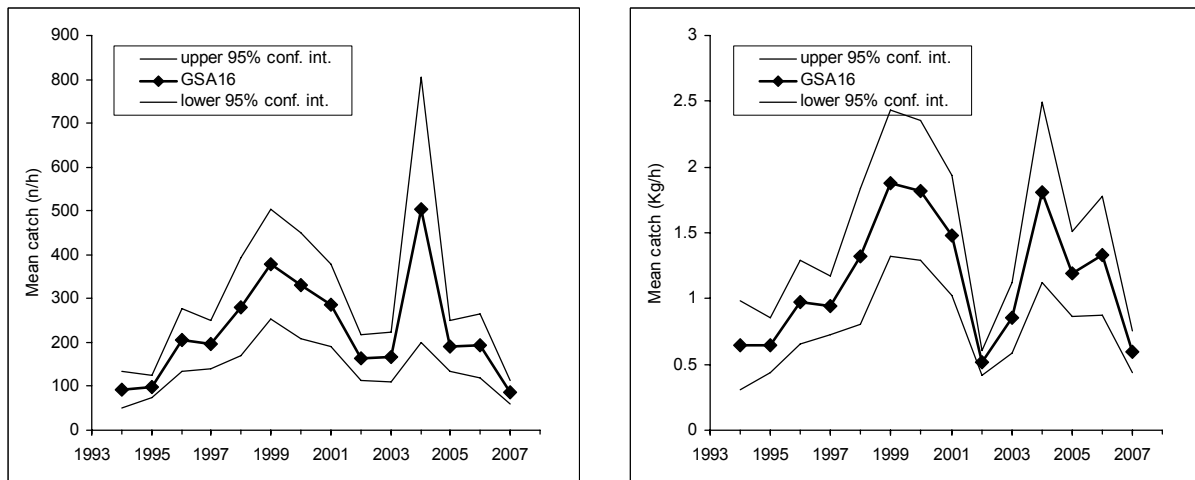 900
800
700
600
500
400
300
200
100
0
Mean catch (n/h)
upper 95% conf. int.
GSA16
lower 95% conf. int.
1993 1995 1997 1999 2001 2003 2005 2007
3
2.5
2
1.5
1
0.5
0
Mean catch (Kg/h)
upper 95% conf. int.
GSA16
lower 95% conf. int.
1993 1995 1997 1999 2001 2003 2005 2007